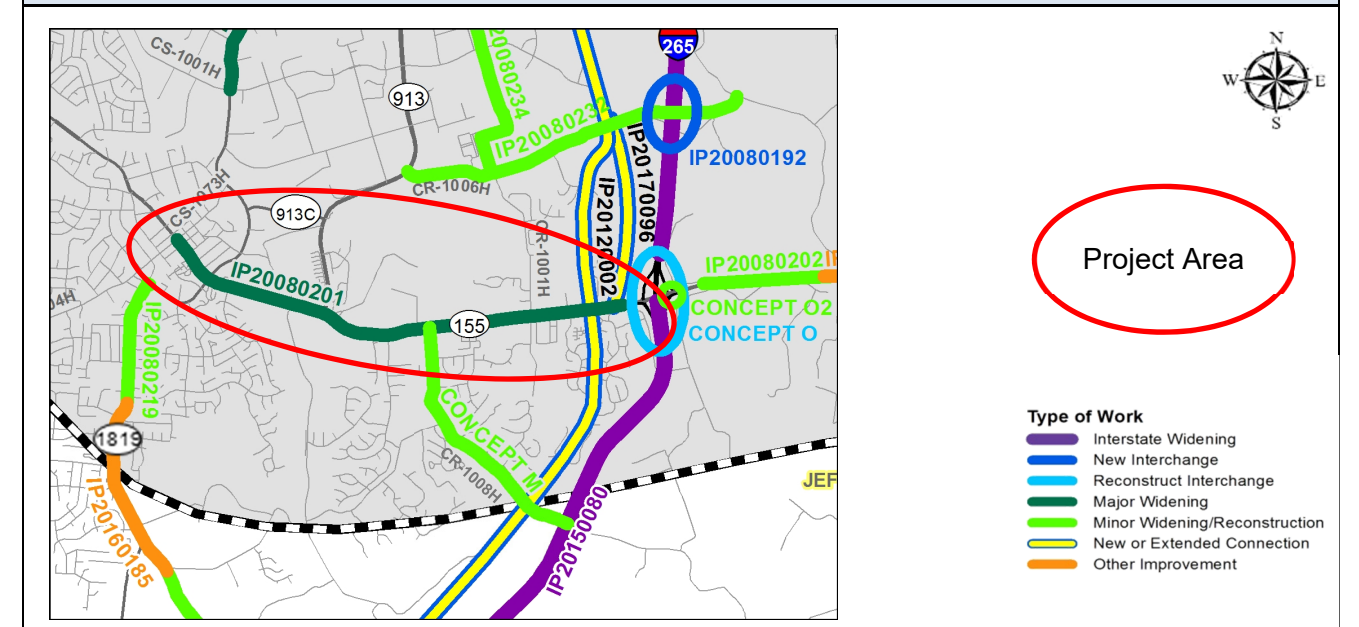 CS-1001H
913
IP20080234
IP20080232
265
IP20080192
CR-1006H
CS-1073H
913C
IP20170096
IP20120002
CR-1001H
IP20080201
155
IP20080202
CONCEPT O2
CONCEPT O
04H
IP20080219
1819
CONCEPT M
CR-1008H
IP20160185
IP20150080
JEF
N
W
E
S
Project Area
Type of Work
Interstate Widening
New Interchange
Reconstruct Interchange
Major Widening
Minor Widening/Reconstruction
New or Extended Connection
Other Improvement